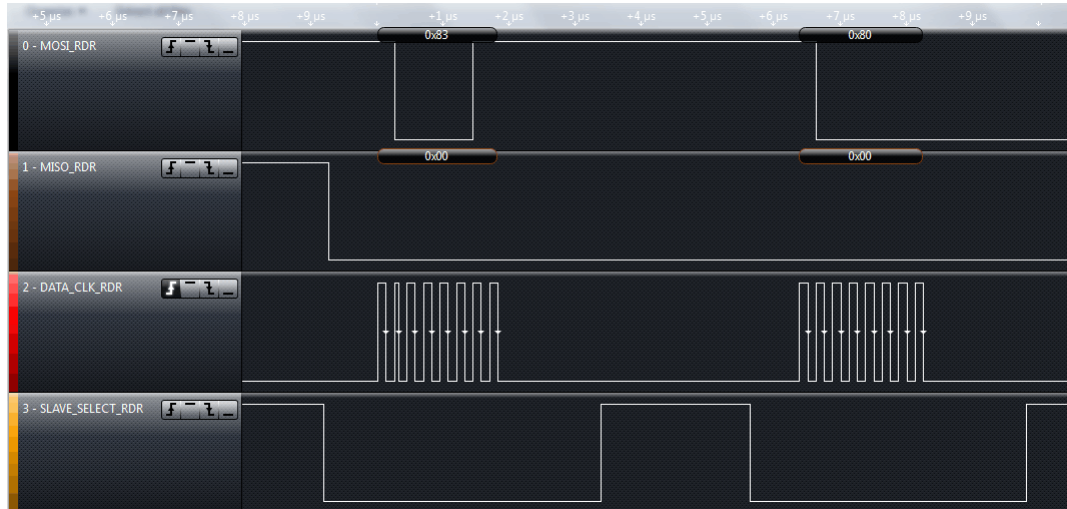 +5 µs +6 µs +7 µs +8 µs +9 µs +1 µs +2 µs +3 µs +4 µs +5 µs +6 µs +7 µs +8 µs +9 µs
0 - MOSI_RDR
0x83 0x80
1 - MISO_RDR
0x00 0x00
2 - DATA_CLK_RDR
3 - SLAVE_SELECT_RDR